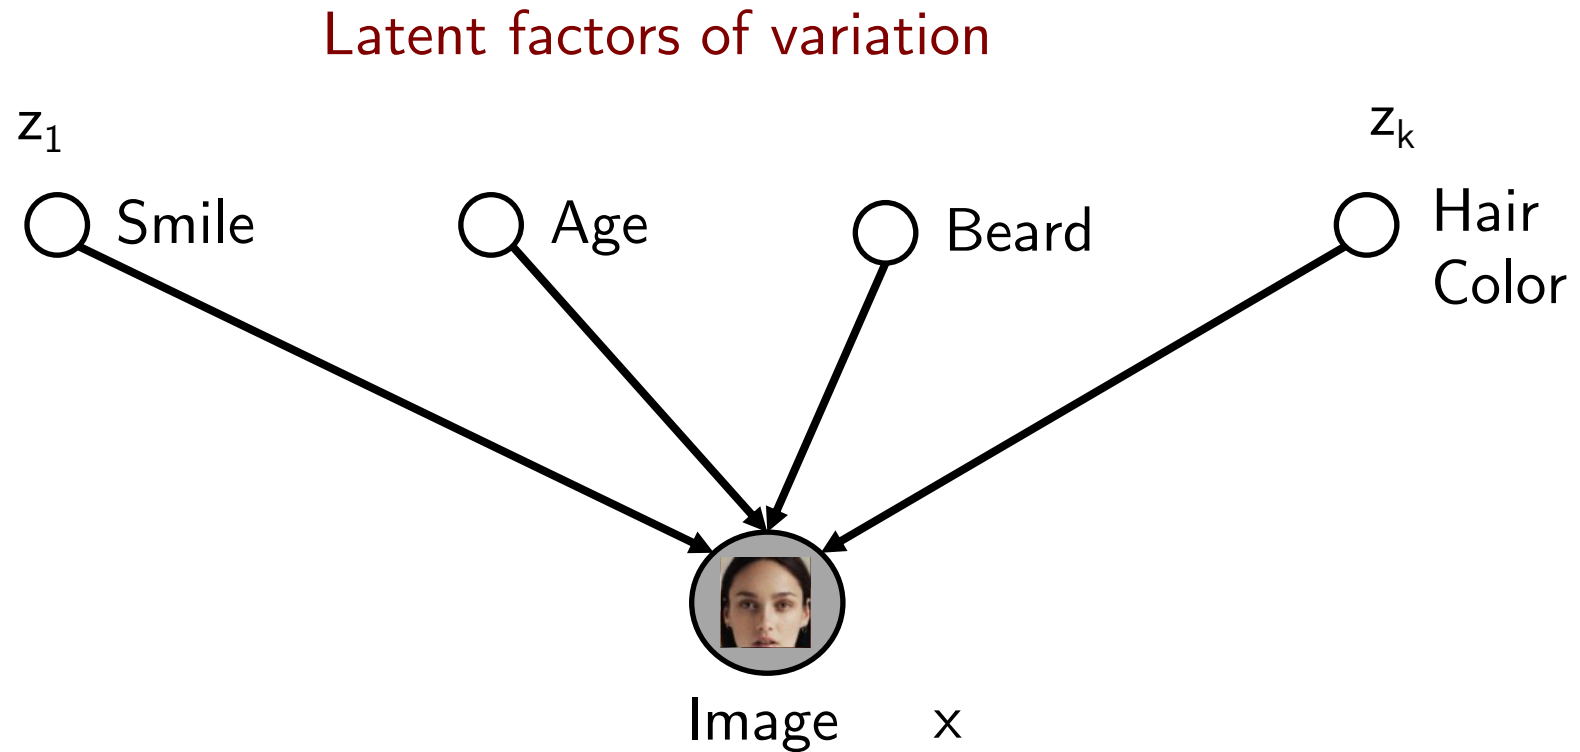 Latent factors of variation
z₁
zₖ
Smile
Age
Beard
Hair
Color
Image
x